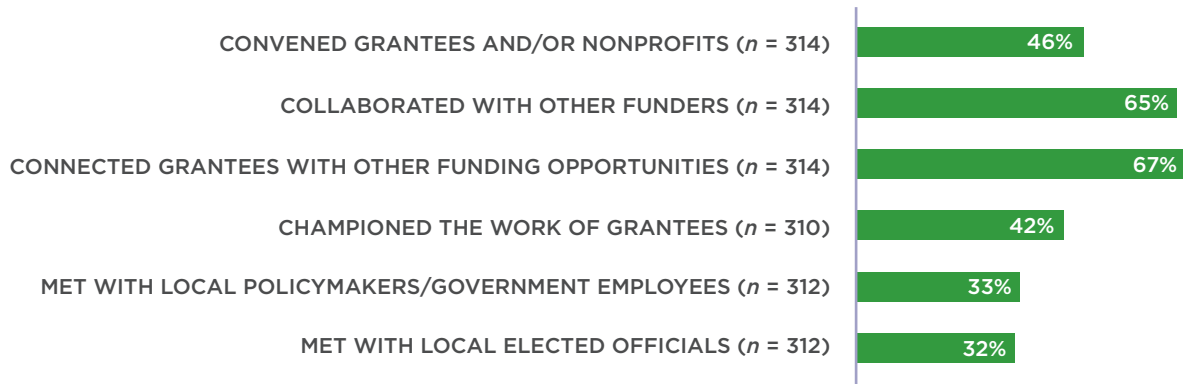 CONVENED GRANTEES AND/OR NONPROFITS (n = 314) 46%
COLLABORATED WITH OTHER FUNDERS (n = 314) 65%
CONNECTED GRANTEES WITH OTHER FUNDING OPPORTUNITIES (n = 314) 67%
CHAMPIONED THE WORK OF GRANTEES (n = 310) 42%
MET WITH LOCAL POLICYMAKERS/GOVERNMENT EMPLOYEES (n = 312) 33%
MET WITH LOCAL ELECTED OFFICIALS (n = 312) 32%